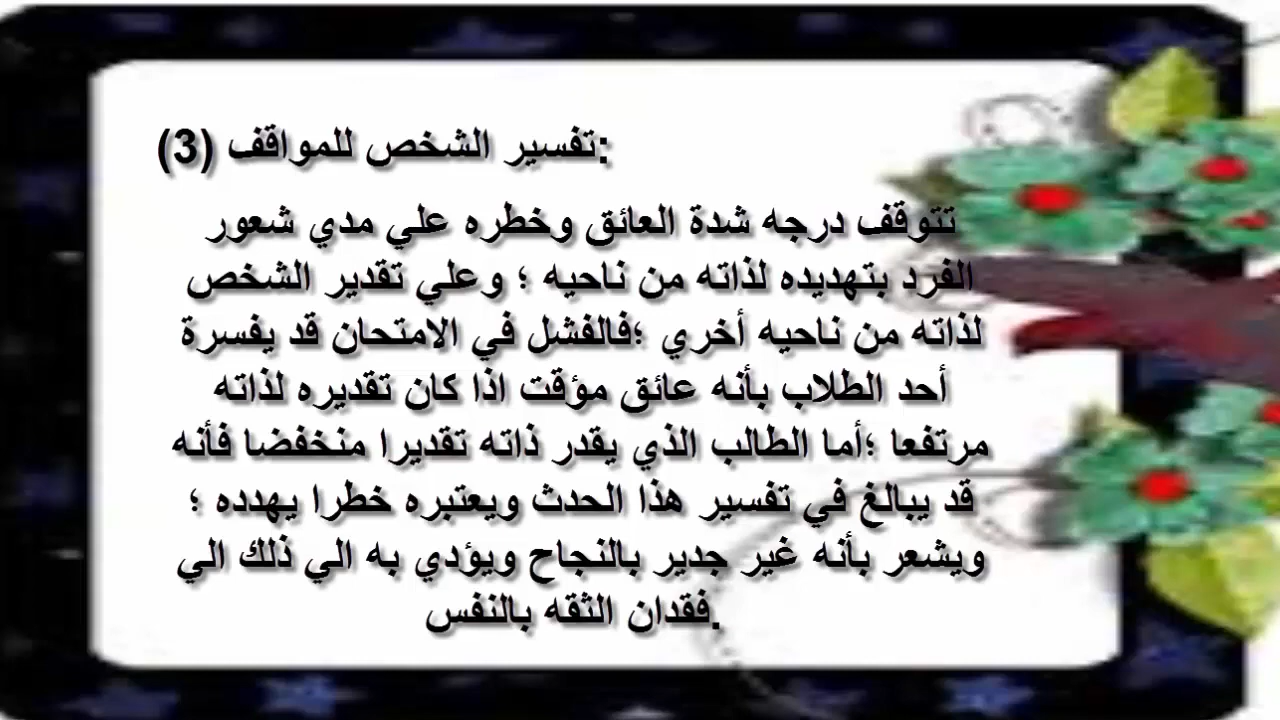 (3) تفسير الشخص للمواقف:
تتوقف درجه شدة العائق وخطره علي مدي شعور
الفرد بتهديده لذاته من ناحيه ؛ وعلي تقدير الشخص
لذاته من ناحيه أخري ؛فالفشل في الامتحان قد يفسرة
أحد الطلاب بأنه عائق مؤقت اذا كان تقديره لذاته
مرتفعا ؛أما الطالب الذي يقدر ذاته تقديرا منخفضا فأنه
قد يبالغ في تفسير هذا الحدث ويعتبره خطرا يهدده ؛
ويشعر بأنه غير جدير بالنجاح ويؤدي به الي ذلك الي
فقدان الثقه بالنفس.